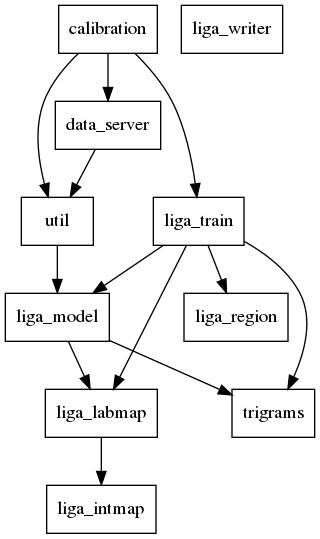 calibration
liga_writer
data_server
util
liga_train
liga_model
liga_region
liga_labmap
trigrams
liga_intmap